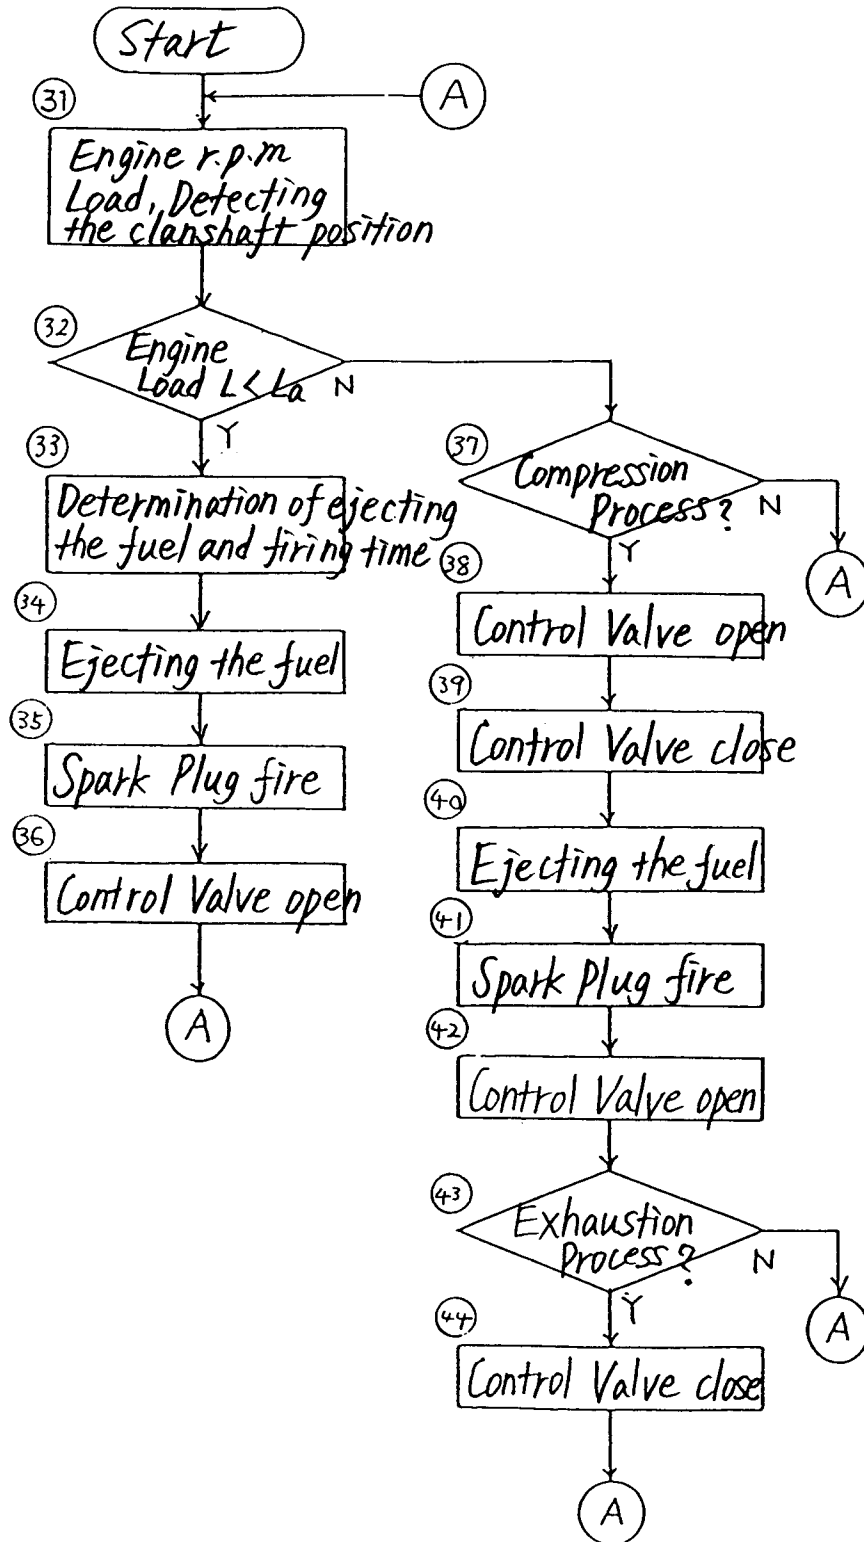 Start
A
31
Engine r.p.m
Load, Detecting
the clanshaft position
32
Engine
Load L < La
N
Y
33
Determination of ejecting
the fuel and firing time
34
Ejecting the fuel
35
Spark Plug fire
36
Control Valve open
A
37
Compression
Process?
N
Y
A
38
Control Valve open
39
Control Valve close
40
Ejecting the fuel
41
Spark Plug fire
42
Control Valve open
43
Exhaustion
Process?
N
Y
A
44
Control Valve close
A